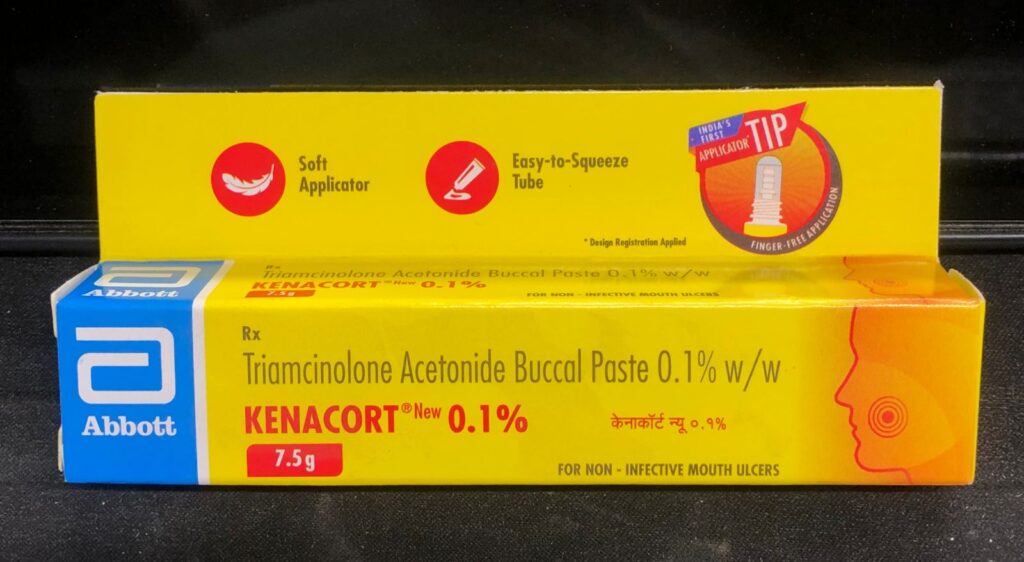 Soft
Applicator
Easy-to-Squeeze
Tube
INDIA'S
FIRST
APPLICATOR* TIP
FINGER-FREE APPLICATION
* Design Registration Applied
Abbott
Rx
Triamcinolone Acetonide Buccal Paste 0.1% w/w
KENACORT® New 0.1%
7.5g
FOR NON - INFECTIVE MOUTH ULCERS
Abbott
Rx
Triamcinolone Acetonide Buccal Paste 0.1% w/w
KENACORT® New 0.1%
केनाकॉर्ट न्यू ०.१%
7.5g
FOR NON - INFECTIVE MOUTH ULCERS